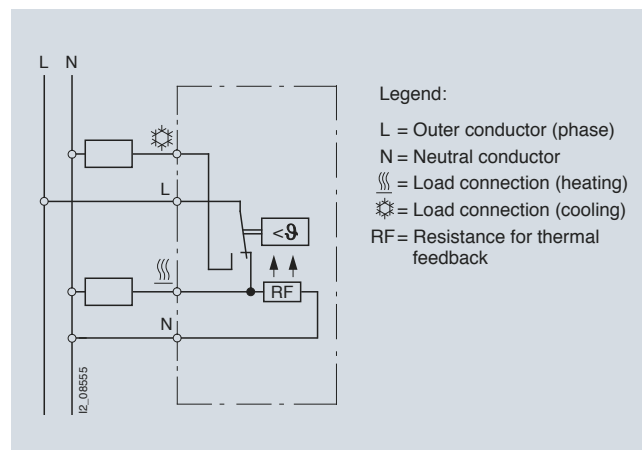 L N
L
<ϑ
RF
N
I2_08555
Legend:
L = Outer conductor (phase)
N = Neutral conductor
= Load connection (heating)
= Load connection (cooling)
RF = Resistance for thermal
feedback